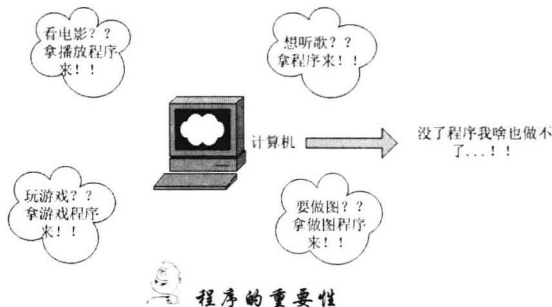 看电影？？
拿播放程序
来！！
想听歌？？
拿程序来！！
计算机
没了程序我啥也做不
了...！！
玩游戏？？
拿游戏程序
来！！
要做图？？
拿做图程序
来！！
程序的重要性